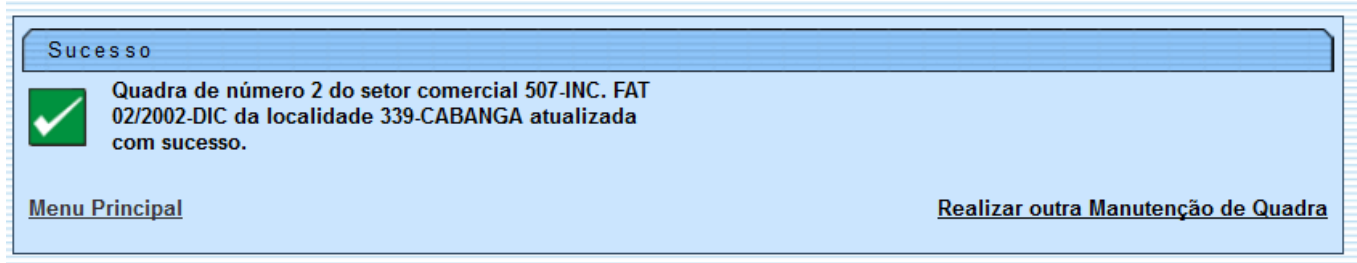 Sucesso
Quadra de número 2 do setor comercial 507-INC. FAT
02/2002-DIC da localidade 339-CABANGA atualizada
com sucesso.
Menu Principal
Realizar outra Manutenção de Quadra